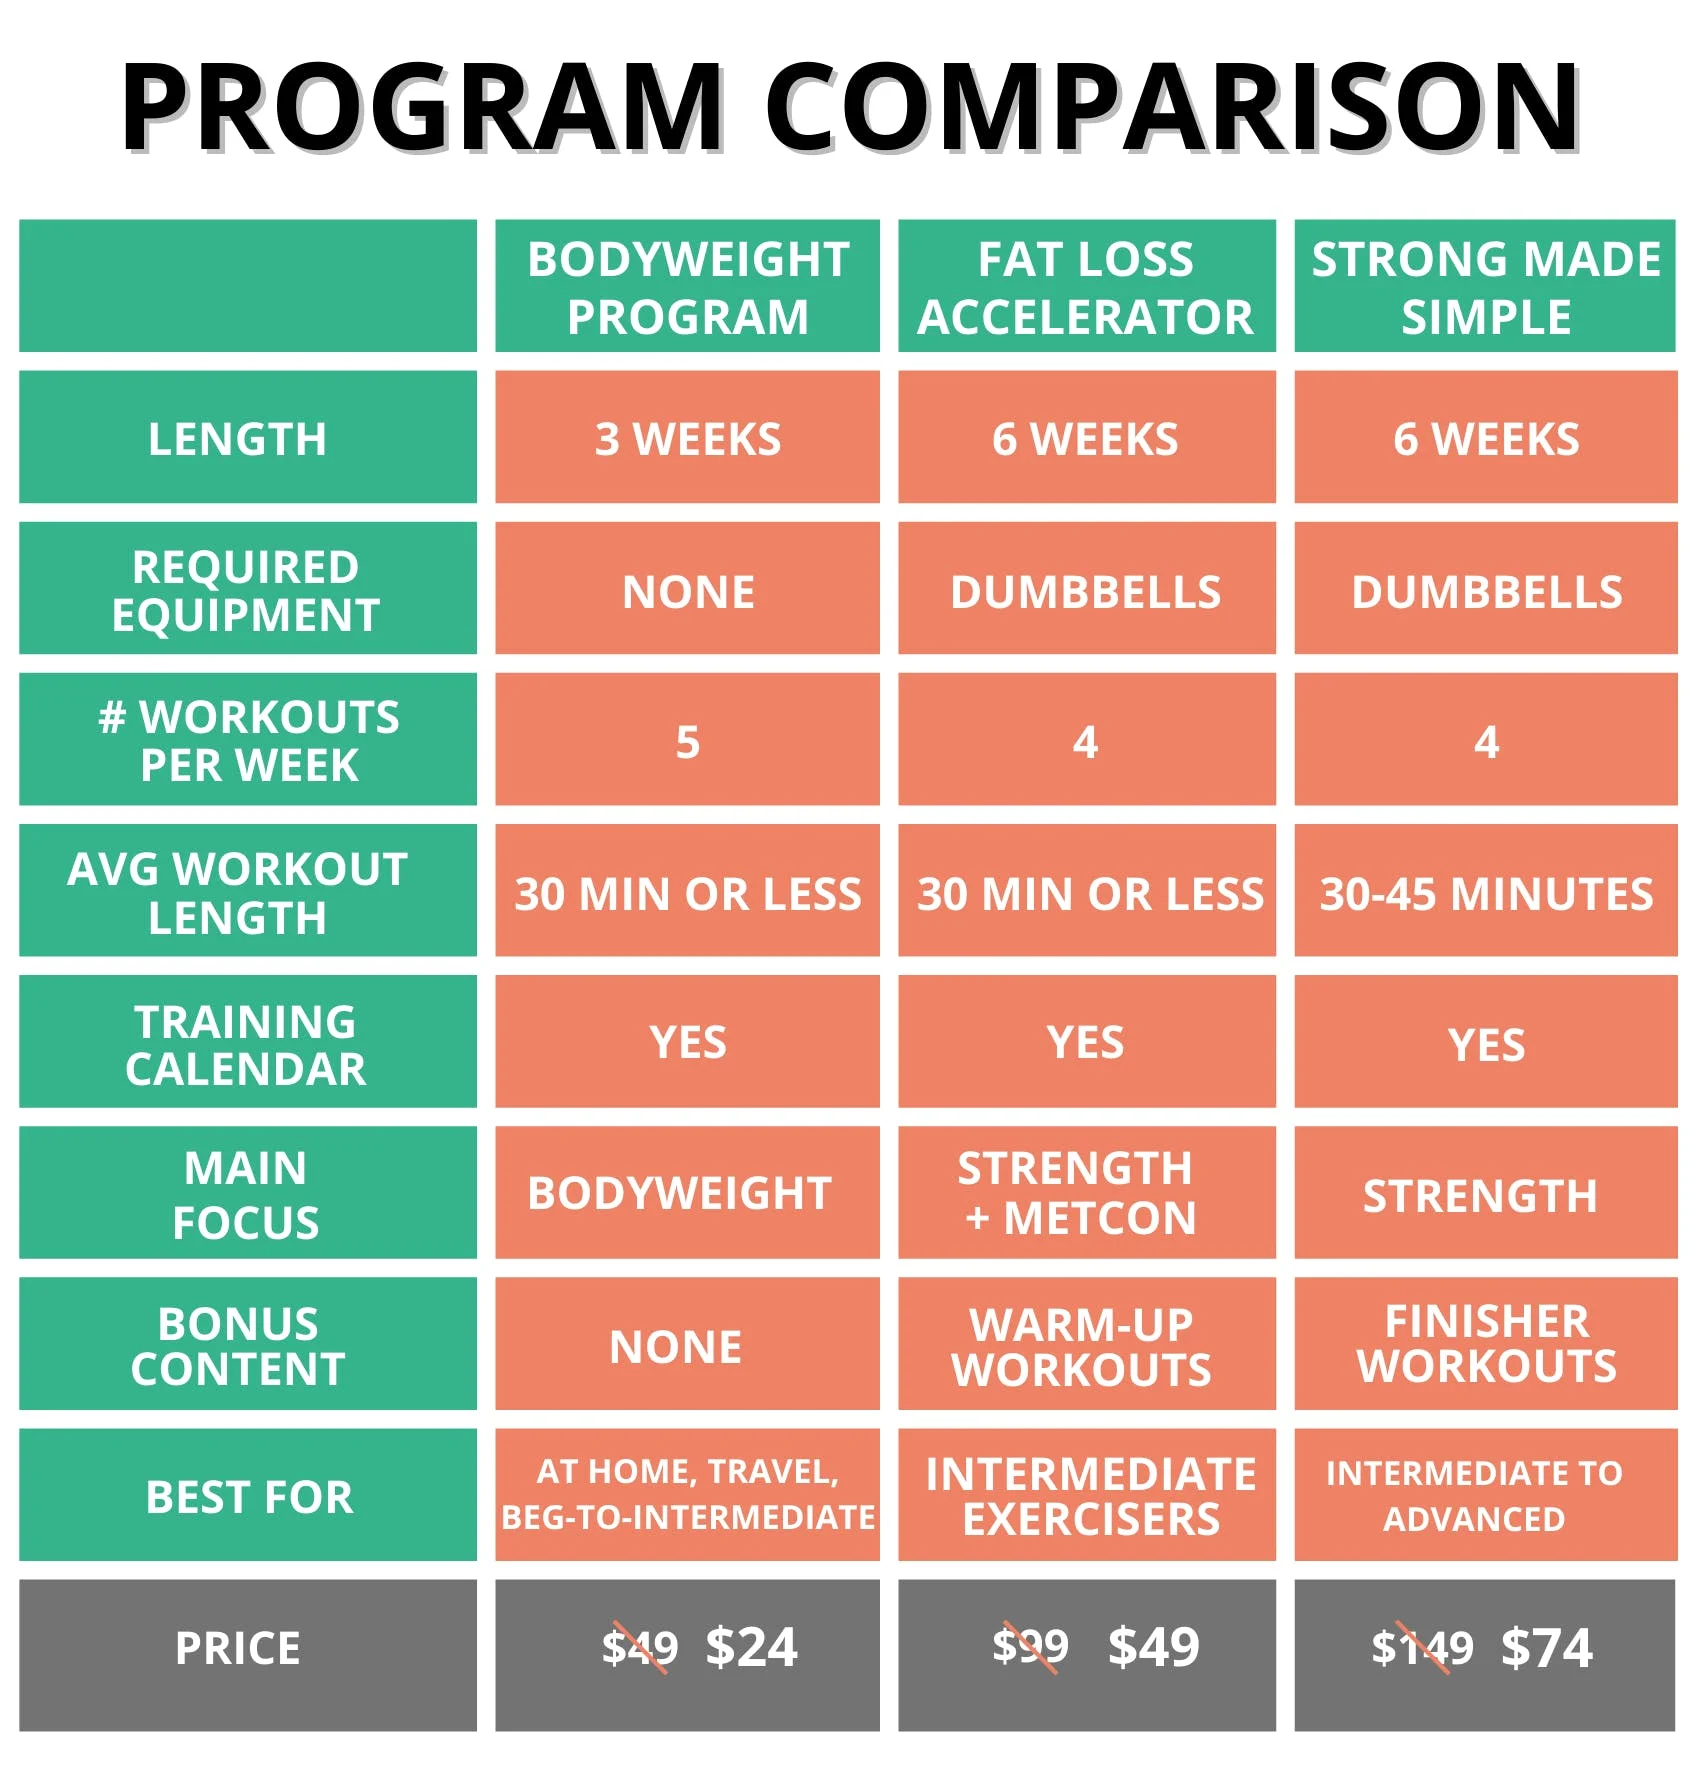 PROGRAM COMPARISON
BODYWEIGHT PROGRAM
FAT LOSS ACCELERATOR
STRONG MADE SIMPLE
LENGTH
3 WEEKS
6 WEEKS
6 WEEKS
REQUIRED EQUIPMENT
NONE
DUMBBELLS
DUMBBELLS
# WORKOUTS PER WEEK
5
4
4
AVG WORKOUT LENGTH
30 MIN OR LESS
30 MIN OR LESS
30-45 MINUTES
TRAINING CALENDAR
YES
YES
YES
MAIN FOCUS
BODYWEIGHT
STRENGTH + METCON
STRENGTH
BONUS CONTENT
NONE
WARM-UP WORKOUTS
FINISHER WORKOUTS
BEST FOR
AT HOME, TRAVEL, BEG-TO-INTERMEDIATE
INTERMEDIATE EXERCISERS
INTERMEDIATE TO ADVANCED
PRICE
$49 $24
$99 $49
$149 $74